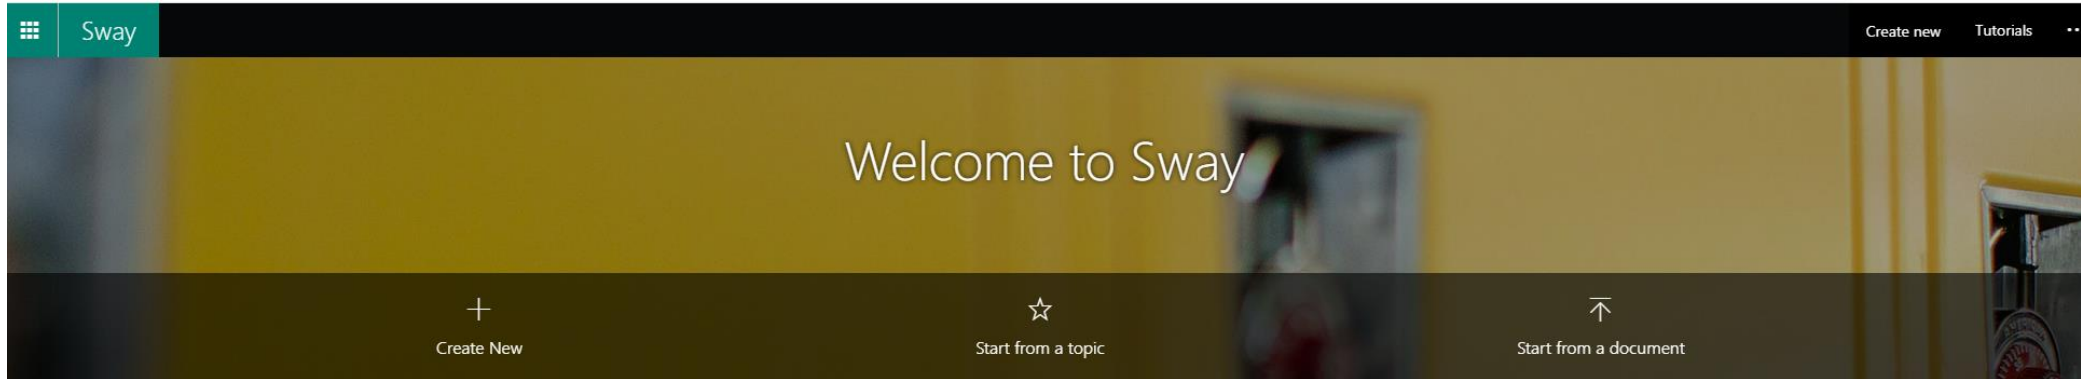 Sway
Create new
Tutorials
Welcome to Sway
Create New
Start from a topic
Start from a document